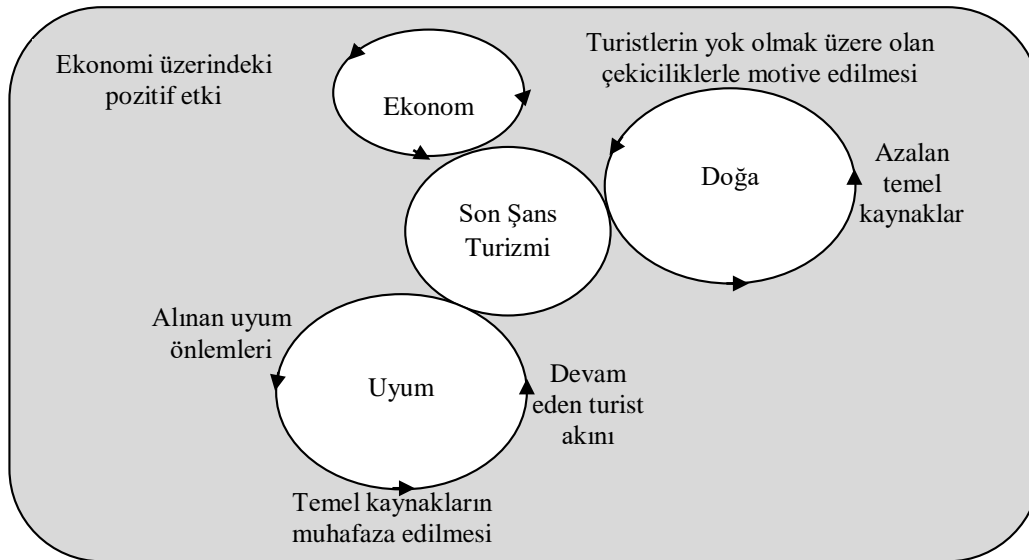 Ekonomi üzerindeki
pozitif etki
Ekonom
Turistlerin yok olmak üzere olan
çekiciliklerle motive edilmesi
Doğa
Azalan
temel
kaynaklar
Son Şans
Turizmi
Alınan uyum
önlemleri
Uyum
Devam
eden turist
akını
Temel kaynakların
muhafaza edilmesi